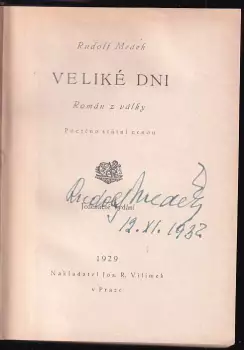 Rudolf Medek
VELIKÉ DNI
Román z války
Poctěno státní cenou
Rudolf Medek
12. XI. 1932
vydání
1929
Nakladatel Jos. R. Vilímek
v Praze